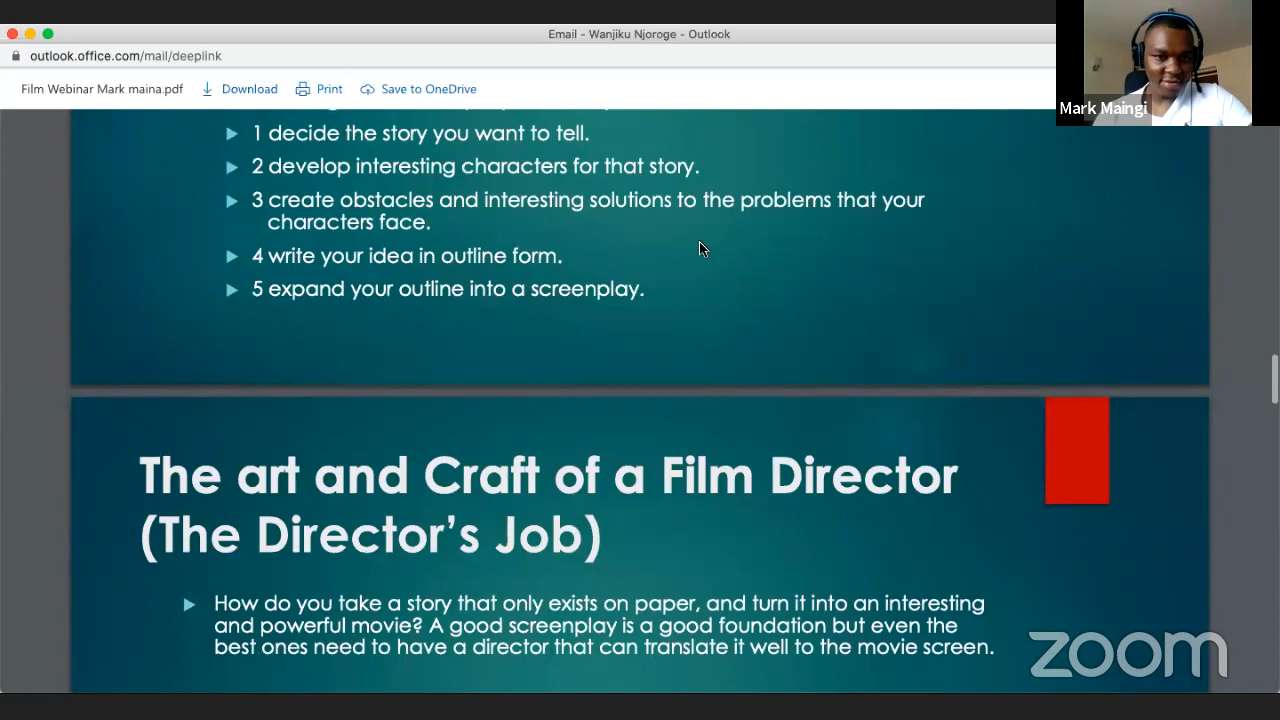 Email - Wanjiku Njoroge - Outlook
outlook.office.com/mail/deeplink
Film Webinar Mark maina.pdf
Download
Print
Save to OneDrive
Mark Maingi
1 decide the story you want to tell.
2 develop interesting characters for that story.
3 create obstacles and interesting solutions to the problems that your
characters face.
4 write your idea in outline form.
5 expand your outline into a screenplay.
The art and Craft of a Film Director
(The Director's Job)
How do you take a story that only exists on paper, and turn it into an interesting
and powerful movie? A good screenplay is a good foundation but even the
best ones need to have a director that can translate it well to the movie screen.
zoom